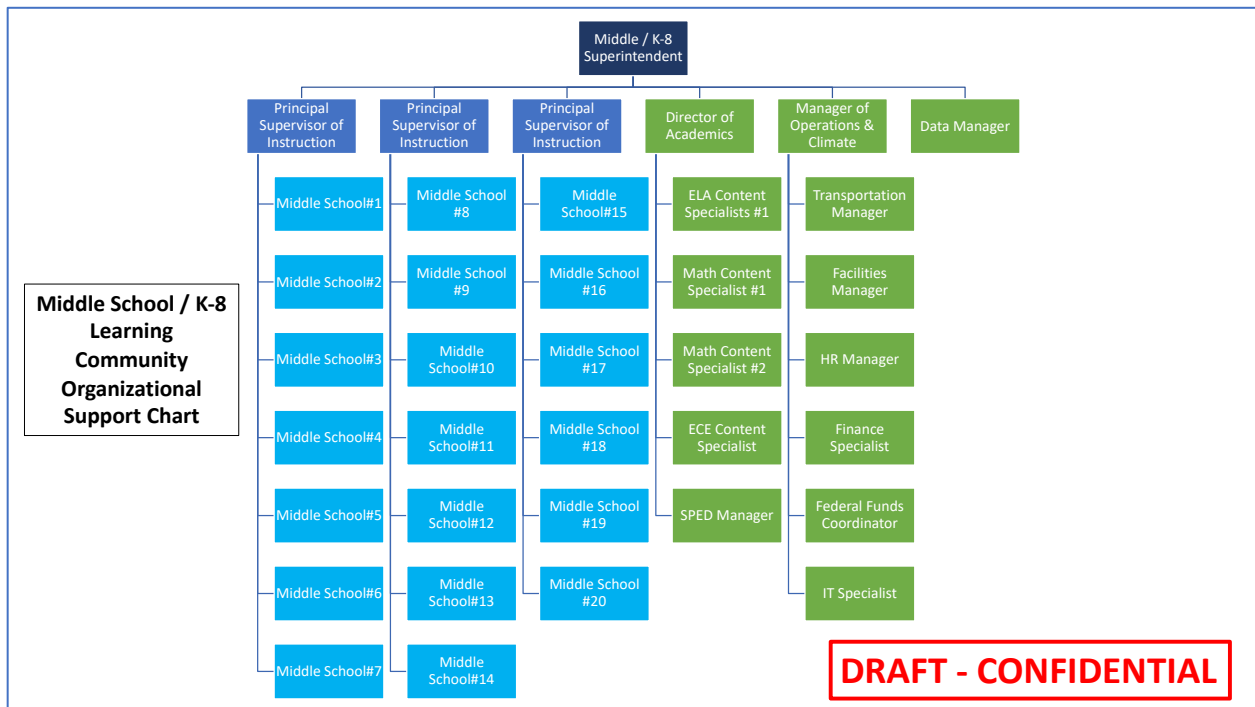 Middle / K-8
Superintendent
Principal
Supervisor of
Instruction
Principal
Supervisor of
Instruction
Principal
Supervisor of
Instruction
Director of
Academics
Manager of
Operations &
Climate
Data Manager
Middle School#1
Middle School
#8
Middle
School#15
ELA Content
Specialists #1
Transportation
Manager
Middle School#2
Middle School
#9
Middle School
#16
Math Content
Specialist #1
Facilities
Manager
Middle School / K-8
Learning
Community
Organizational
Support Chart
Middle School#3
Middle
School#10
Middle School
#17
Math Content
Specialist #2
HR Manager
Middle School#4
Middle
School#11
Middle School
#18
ECE Content
Specialist
Finance
Specialist
Middle School#5
Middle
School#12
Middle School
#19
SPED Manager
Federal Funds
Coordinator
Middle School#6
Middle
School#13
Middle School
#20
IT Specialist
Middle School#7
Middle
School#14
DRAFT - CONFIDENTIAL